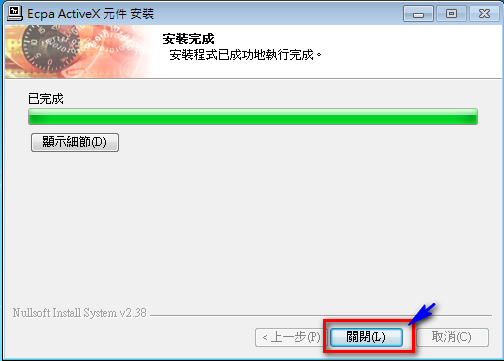 Ecpa ActiveX 元件 安裝
安裝完成
安裝程式已成功地執行完成。
已完成
顯示細節(D)
Nullsoft Install System v2.38
< 上一步(P)
關閉(L)
取消(C)